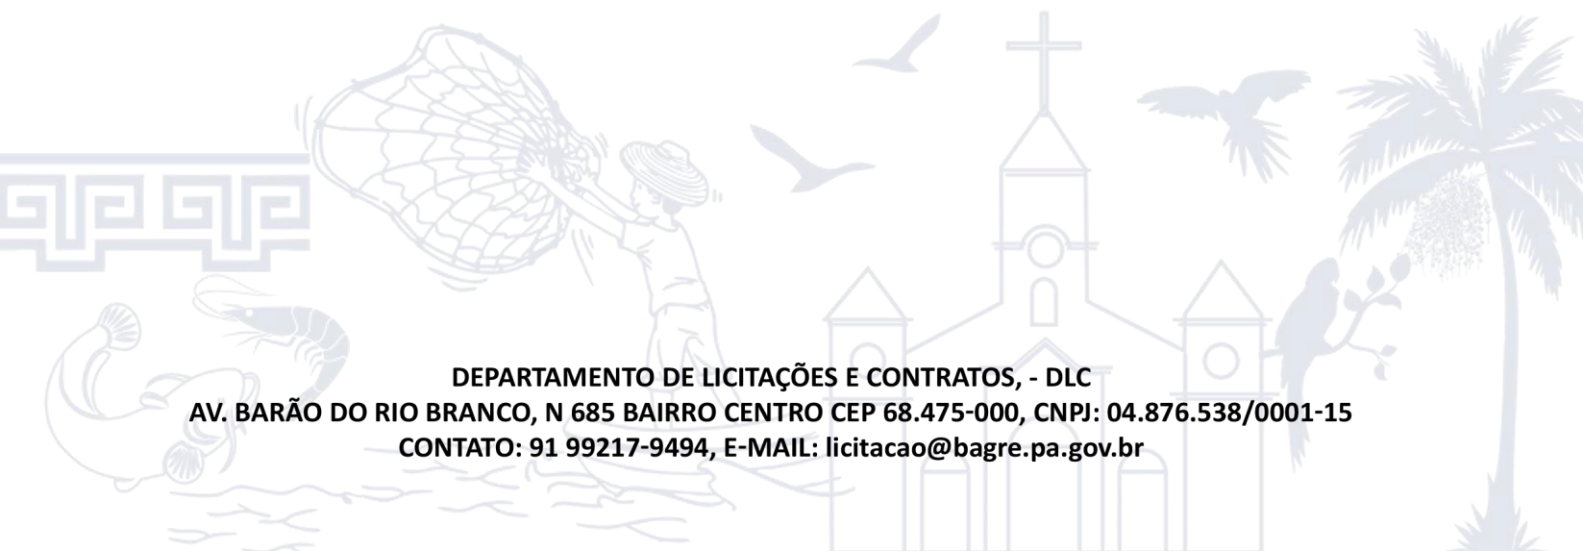 DEPARTAMENTO DE LICITAÇÕES E CONTRATOS, - DLC
AV. BARÃO DO RIO BRANCO, N 685 BAIRRO CENTRO CEP 68.475-000, CNPJ: 04.876.538/0001-15
CONTATO: 91 99217-9494, E-MAIL: licitacao@bagre.pa.gov.br